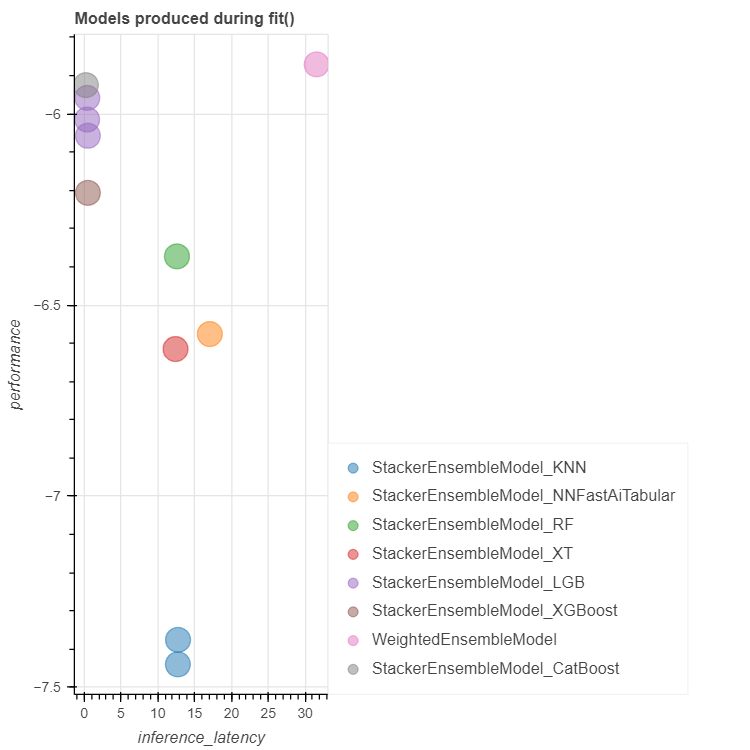 Models produced during fit()
−6
−6.5
−7
−7.5
performance
0 5 10 15 20 25 30
inference_latency
StackerEnsembleModel_KNN
StackerEnsembleModel_NNFastAiTabular
StackerEnsembleModel_RF
StackerEnsembleModel_XT
StackerEnsembleModel_LGB
StackerEnsembleModel_XGBoost
WeightedEnsembleModel
StackerEnsembleModel_CatBoost